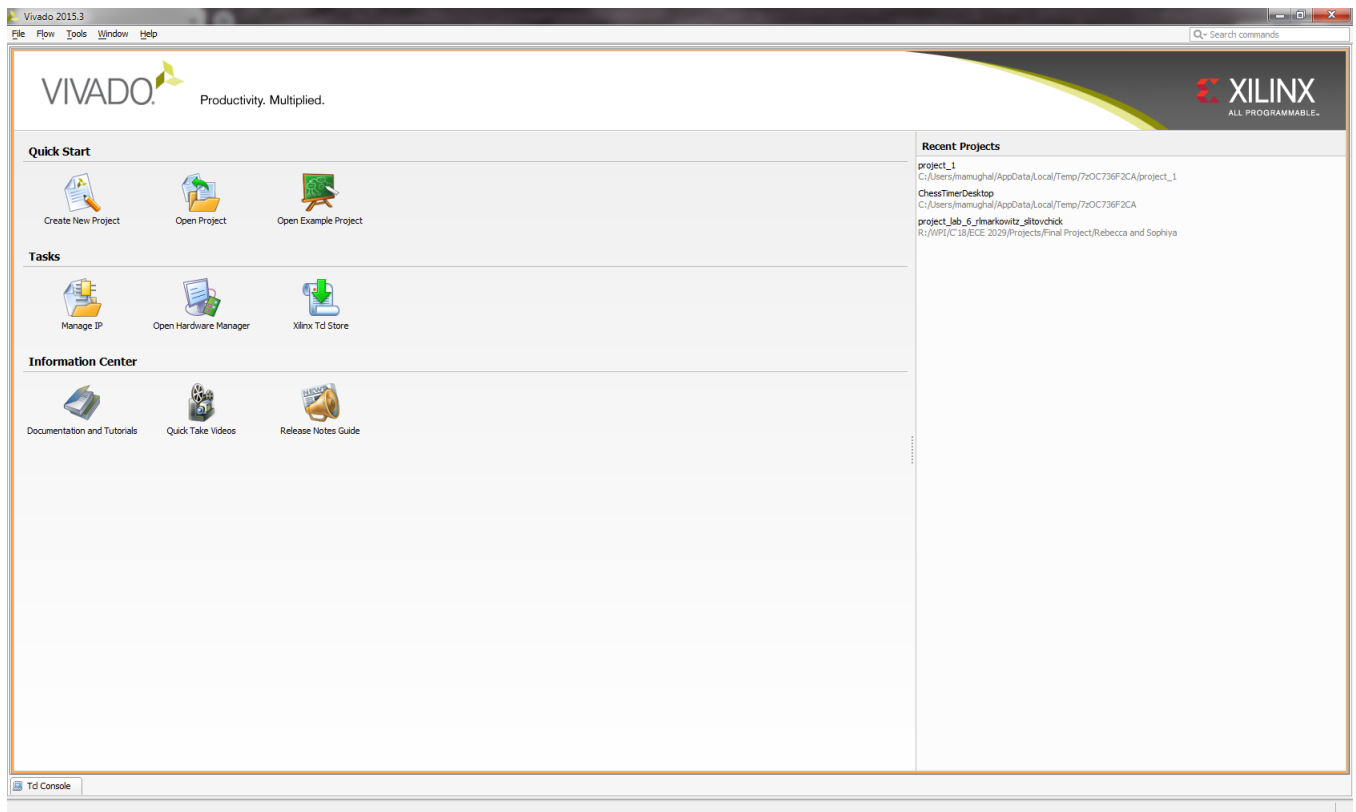 Vivado 2015.3
File Flow Tools Window Help
Search commands
VIVADO.
Productivity. Multiplied.
XILINX
ALL PROGRAMMABLE™
Quick Start
Create New Project
Open Project
Open Example Project
Tasks
Manage IP
Open Hardware Manager
Xilinx Tcl Store
Information Center
Documentation and Tutorials
Quick Take Videos
NEWS
Release Notes Guide
Recent Projects
project_1
C:/Users/mamughal/AppData/Local/Temp/7zOC736F2CA/project_1
ChessTimerDesktop
C:/Users/mamughal/AppData/Local/Temp/7zOC736F2CA
project_lab_6_rlmarkowitz_slitovchick
R:/WPI/C'18/ECE 2029/Projects/Final Project/Rebecca and Sophiya
Tcl Console